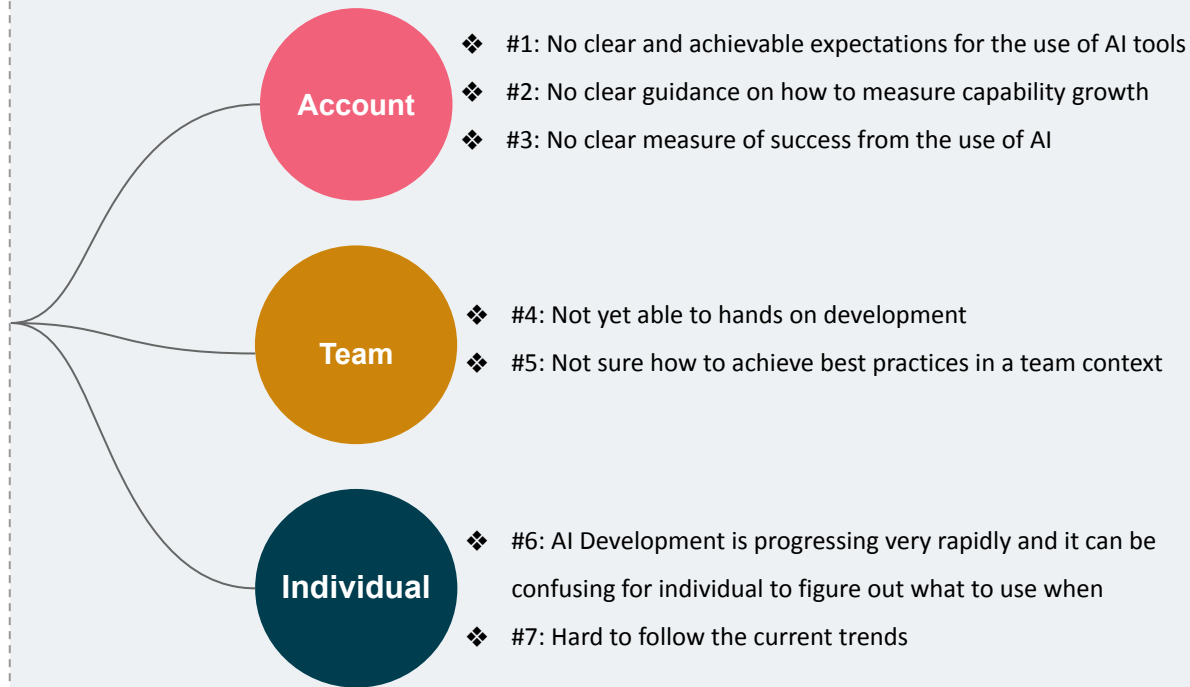 Account
❖ #1: No clear and achievable expectations for the use of AI tools
❖ #2: No clear guidance on how to measure capability growth
❖ #3: No clear measure of success from the use of AI
Team
❖ #4: Not yet able to hands on development
❖ #5: Not sure how to achieve best practices in a team context
Individual
❖ #6: AI Development is progressing very rapidly and it can be
confusing for individual to figure out what to use when
❖ #7: Hard to follow the current trends